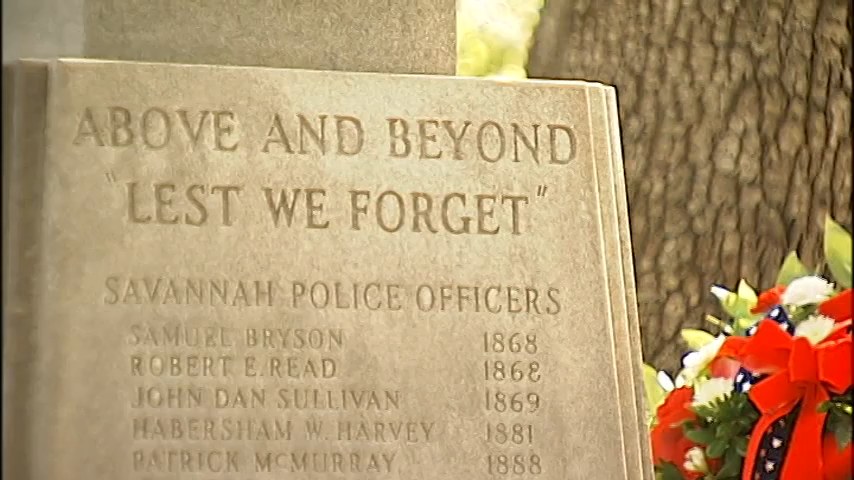 ABOVE AND BEYOND
"LEST WE FORGET"
SAVANNAH POLICE OFFICERS
SAMUEL BRYSON 1868
ROBERT E. READ 1868
JOHN DAN SULLIVAN 1869
HABERSHAM W. HARVEY 1881
PATRICK MCMURRAY 1888